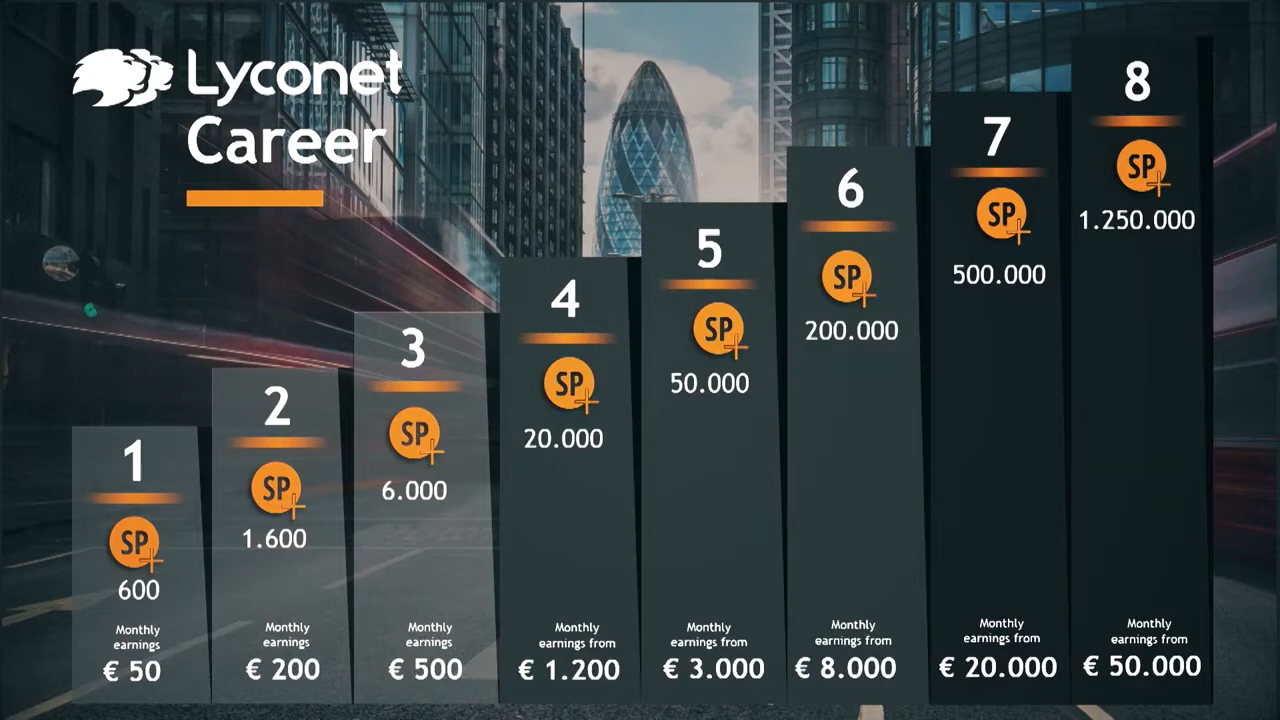 Lyconet
Career
1
SP
600
Monthly
earnings
€ 50
2
SP
1.600
Monthly
earnings
€ 200
3
SP
6.000
Monthly
earnings
€ 500
4
SP
20.000
Monthly
earnings from
€ 1.200
5
SP
50.000
Monthly
earnings from
€ 3.000
6
SP
200.000
Monthly
earnings from
€ 8.000
7
SP
500.000
Monthly
earnings from
€ 20.000
8
SP
1.250.000
Monthly
earnings from
€ 50.000